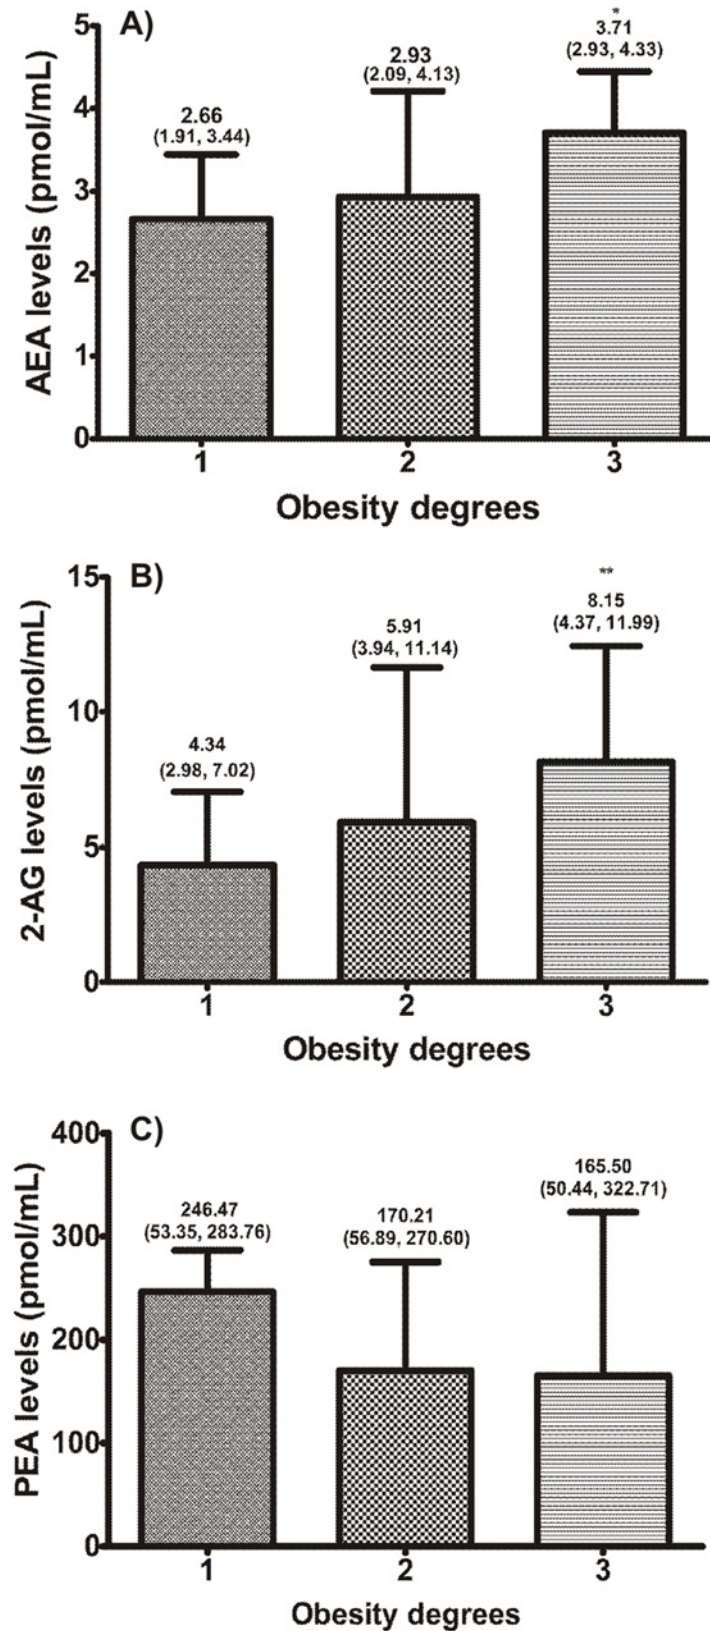 A)
5
4
3
2
1
0
AEA levels (pmol/mL)
2.66
(1.91, 3.44)
2.93
(2.09, 4.13)
*
3.71
(2.93, 4.33)
1 2 3
Obesity degrees
B)
15
10
5
0
2-AG levels (pmol/mL)
4.34
(2.98, 7.02)
5.91
(3.94, 11.14)
**
8.15
(4.37, 11.99)
1 2 3
Obesity degrees
C)
400
300
200
100
0
PEA levels (pmol/mL)
246.47
(53.35, 283.76)
170.21
(56.89, 270.60)
165.50
(50.44, 322.71)
1 2 3
Obesity degrees